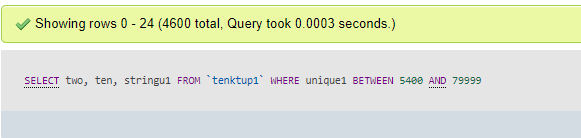 Showing rows 0 - 24 (4600 total, Query took 0.0003 seconds.)
SELECT two, ten, stringu1 FROM `tenktup1` WHERE unique1 BETWEEN 5400 AND 79999